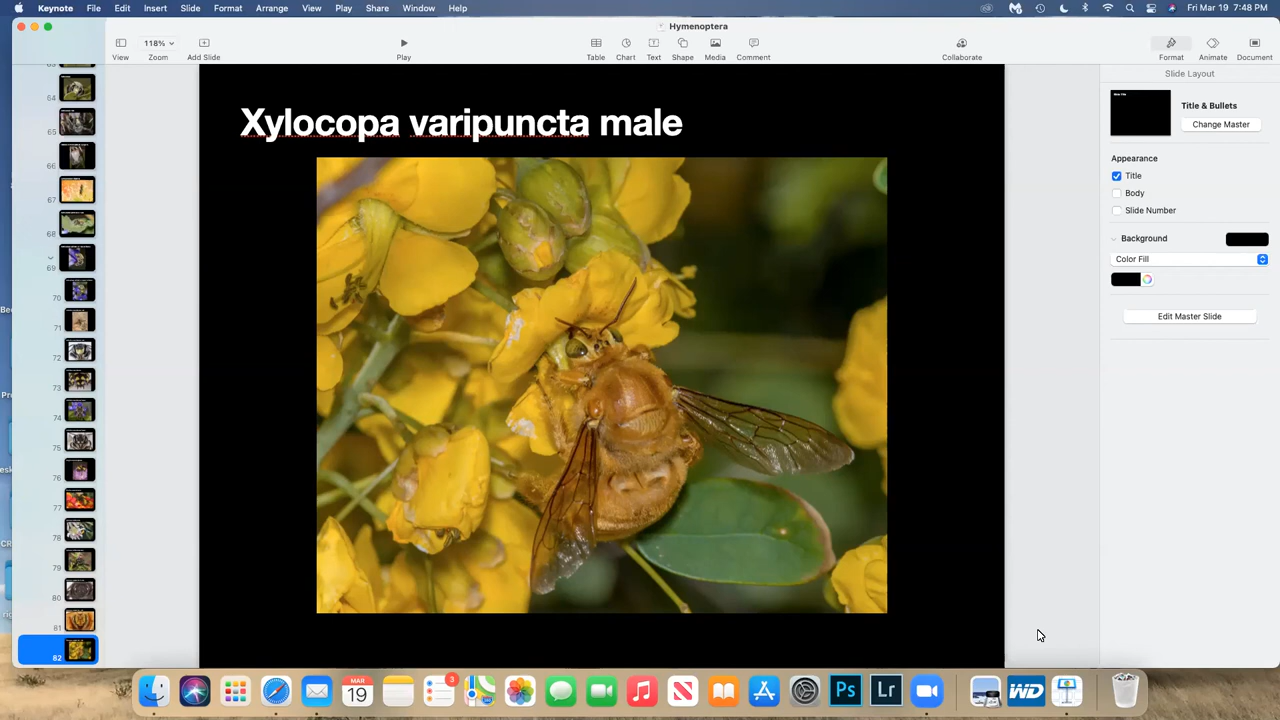 Keynote File Edit Insert Slide Format Arrange View Play Share Window Help Fri Mar 19 7:48 PM
Hymenoptera
118%
View Zoom Add Slide Play Table Chart Text Shape Media Comment Collaborate Format Animate Document
Slide Layout
Title & Bullets
Change Master
Appearance
Title
Body
Slide Number
Background
Color Fill
Edit Master Slide
Xylocopa varipuncta male
64
65
66
67
68
69
70
71
72
73
74
75
76
77
78
79
80
81
82
MAR
19
3
Ps
Lr
WD